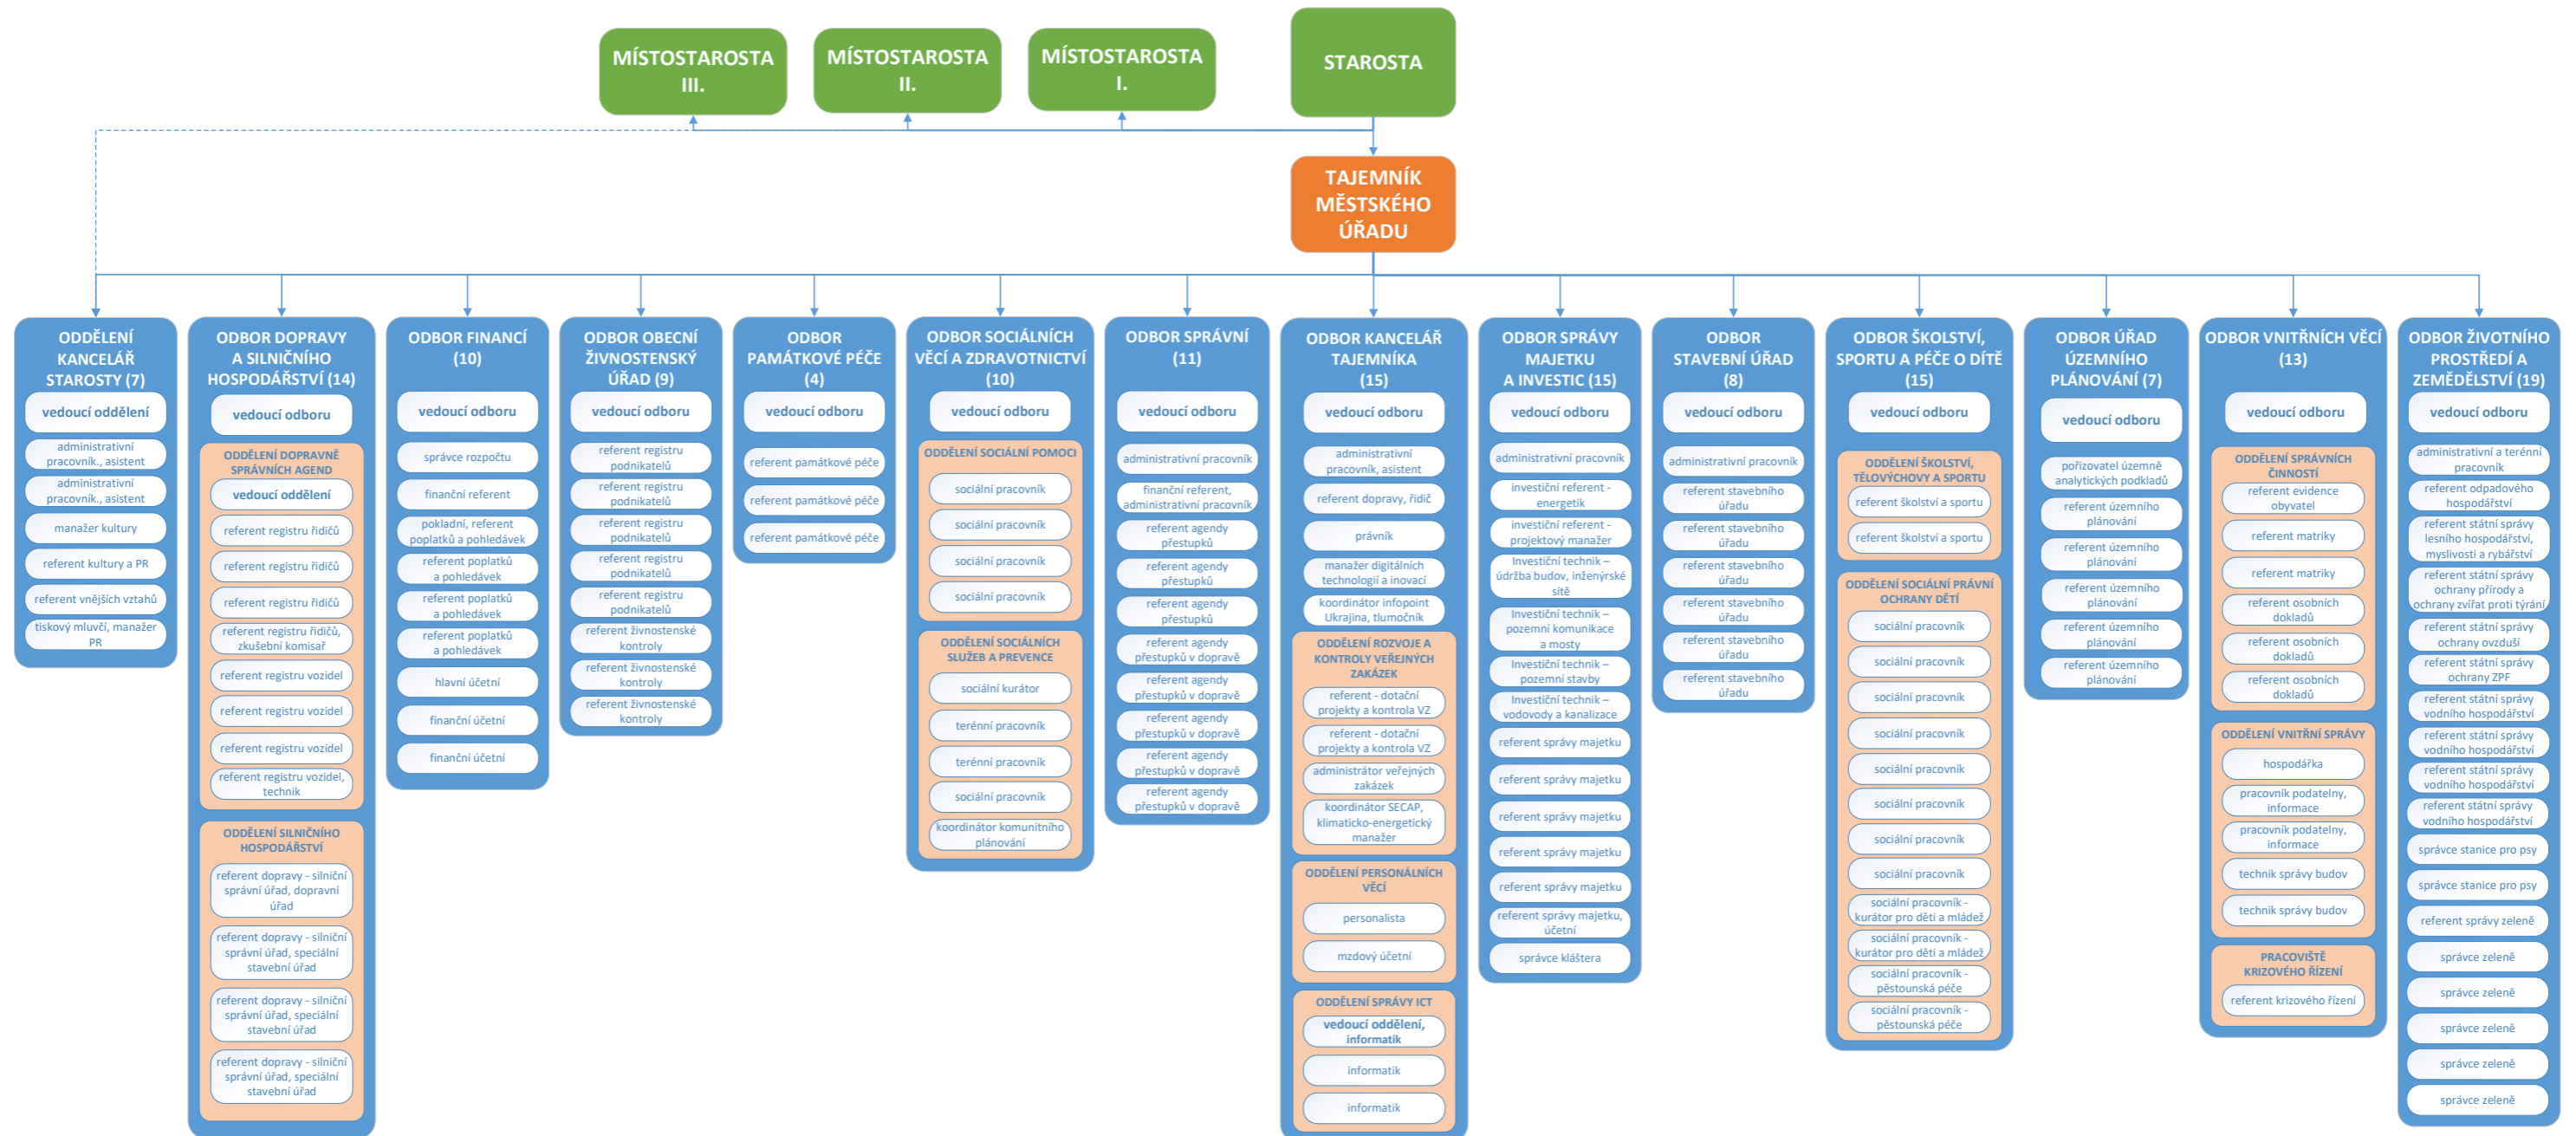 MÍSTOSTAROSTA
III.
MÍSTOSTAROSTA
II.
MÍSTOSTAROSTA
I.
STAROSTA
TAJEMNÍK
MĚSTSKÉHO
ÚŘADU
ODDĚLENÍ
KANCELÁŘ
STAROSTY (7)
vedoucí oddělení
administrativní
pracovník., asistent
administrativní
pracovník., asistent
manažer kultury
referent kultury a PR
referent vnějších vztahů
tiskový mluvčí, manažer
PR
ODBOR DOPRAVY
A SILNIČNÍHO
HOSPODÁŘSTVÍ (14)
vedoucí odboru
ODDĚLENÍ DOPRAVNĚ
SPRÁVNÍCH AGEND
vedoucí oddělení
referent registru řidičů
referent registru řidičů
referent registru řidičů
referent registru řidičů,
zkušební komisař
referent registru vozidel
referent registru vozidel
referent registru vozidel
referent registru vozidel,
technik
ODDĚLENÍ SILNIČNÍHO
HOSPODÁŘSTVÍ
referent dopravy - silniční
správní úřad, dopravní
úřad
referent dopravy - silniční
správní úřad, speciální
stavební úřad
referent dopravy - silniční
správní úřad, speciální
stavební úřad
referent dopravy - silniční
správní úřad, speciální
stavební úřad
ODBOR FINANCÍ
(10)
vedoucí odboru
správce rozpočtu
finanční referent
pokladní, referent
poplatků a pohledávek
referent poplatků
a pohledávek
referent poplatků
a pohledávek
referent poplatků
a pohledávek
hlavní účetní
finanční účetní
finanční účetní
ODBOR OBECNÍ
ŽIVNOSTENSKÝ
ÚŘAD (9)
vedoucí odboru
referent registru
podnikatelů
referent registru
podnikatelů
referent registru
podnikatelů
referent registru
podnikatelů
referent registru
podnikatelů
referent živnostenské
kontroly
referent živnostenské
kontroly
referent živnostenské
kontroly
ODBOR
PAMÁTKOVÉ PÉČE
(4)
vedoucí odboru
referent památkové péče
referent památkové péče
referent památkové péče
ODBOR SOCIÁLNÍCH
VĚCÍ A ZDRAVOTNICTVÍ
(10)
vedoucí odboru
ODDĚLENÍ SOCIÁLNÍ POMOCI
sociální pracovník
sociální pracovník
sociální pracovník
sociální pracovník
ODDĚLENÍ SOCIÁLNÍCH
SLUŽEB A PREVENCE
sociální kurátor
terénní pracovník
terénní pracovník
sociální pracovník
koordinátor komunitního
plánování
ODBOR SPRÁVNÍ
(11)
vedoucí odboru
administrativní pracovník
finanční referent,
administrativní pracovník
referent agendy
přestupků
referent agendy
přestupků
referent agendy
přestupků
referent agendy
přestupků v dopravě
referent agendy
přestupků v dopravě
referent agendy
přestupků v dopravě
referent agendy
přestupků v dopravě
referent agendy
přestupků v dopravě
ODBOR KANCELÁŘ
TAJEMNÍKA
(15)
vedoucí odboru
administrativní
pracovník, asistent
referent dopravy, řidič
právník
manažer digitálních
technologií a inovací
koordinátor infopoint
Ukrajina, tlumočník
ODDĚLENÍ ROZVOJE A
KONTROLY VEŘEJNÝCH
ZAKÁZEK
referent - dotační
projekty a kontrola VZ
referent - dotační
projekty a kontrola VZ
administrátor veřejných
zakázek
koordinátor SECAP,
klimaticko-energetický
manažer
ODDĚLENÍ PERSONÁLNÍCH
VĚCÍ
personalista
mzdový účetní
ODDĚLENÍ SPRÁVY ICT
vedoucí oddělení,
informatik
informatik
informatik
ODBOR SPRÁVY
MAJETKU
A INVESTIC (15)
vedoucí odboru
administrativní pracovník
investiční referent -
energetik
investiční referent -
projektový manažer
Investiční technik –
údržba budov, inženýrské
sítě
Investiční technik –
pozemní komunikace
a mosty
Investiční technik –
pozemní stavby
Investiční technik –
vodovody a kanalizace
referent správy majetku
referent správy majetku
referent správy majetku
referent správy majetku
referent správy majetku
referent správy majetku,
účetní
správce kláštera
ODBOR
STAVEBNÍ ÚŘAD
(8)
vedoucí odboru
administrativní pracovník
referent stavebního
úřadu
referent stavebního
úřadu
referent stavebního
úřadu
referent stavebního
úřadu
referent stavebního
úřadu
referent stavebního
úřadu
ODBOR ŠKOLSTVÍ,
SPORTU A PÉČE O DÍTĚ
(15)
vedoucí odboru
ODDĚLENÍ ŠKOLSTVÍ,
TĚLOVÝCHOVY A SPORTU
referent školství a sportu
referent školství a sportu
ODDĚLENÍ SOCIÁLNÍ PRÁVNÍ
OCHRANY DĚTÍ
sociální pracovník
sociální pracovník
sociální pracovník
sociální pracovník
sociální pracovník
sociální pracovník
sociální pracovník
sociální pracovník
sociální pracovník -
kurátor pro děti a mládež
sociální pracovník -
kurátor pro děti a mládež
sociální pracovník -
pěstounská péče
sociální pracovník -
pěstounská péče
ODBOR ÚŘAD
ÚZEMNÍHO
PLÁNOVÁNÍ (7)
vedoucí odboru
pořizovatel územně
analytických podkladů
referent územního
plánování
referent územního
plánování
referent územního
plánování
referent územního
plánování
referent územního
plánování
ODBOR VNITŘNÍCH VĚCÍ
(13)
vedoucí odboru
ODDĚLENÍ SPRÁVNÍCH
ČINNOSTÍ
referent evidence
obyvatel
referent matriky
referent matriky
referent osobních
dokladů
referent osobních
dokladů
referent osobních
dokladů
ODDĚLENÍ VNITŘNÍ SPRÁVY
hospodářka
pracovník podatelny,
informace
pracovník podatelny,
informace
technik správy budov
technik správy budov
PRACOVIŠTĚ
KRIZOVÉHO ŘÍZENÍ
referent krizového řízení
ODBOR ŽIVOTNÍHO
PROSTŘEDÍ A
ZEMĚDĚLSTVÍ (19)
vedoucí odboru
administrativní a terénní
pracovník
referent odpadového
hospodářství
referent státní správy
lesního hospodářství,
myslivosti a rybářství
referent státní správy
ochrany přírody a
ochrany zvířat proti týrání
referent státní správy
ochrany ovzduší
referent státní správy
ochrany ZPF
referent státní správy
vodního hospodářství
referent státní správy
vodního hospodářství
referent státní správy
vodního hospodářství
referent státní správy
vodního hospodářství
správce stanice pro psy
správce stanice pro psy
referent správy zeleně
správce zeleně
správce zeleně
správce zeleně
správce zeleně
správce zeleně